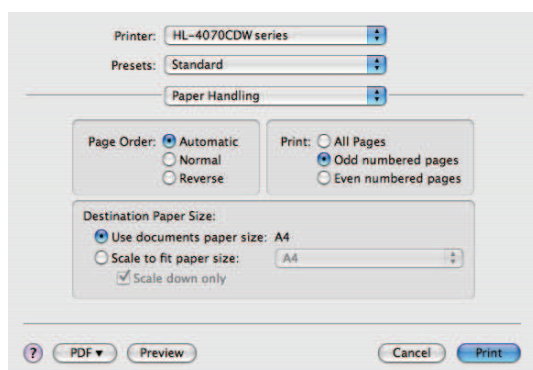 Printer: HL-4070CDW series
Presets: Standard
Paper Handling
Page Order: Automatic Print: All Pages
Normal Odd numbered pages
Reverse Even numbered pages
Destination Paper Size:
Use documents paper size: A4
Scale to fit paper size: A4
Scale down only
? PDF▼ Preview Cancel Print